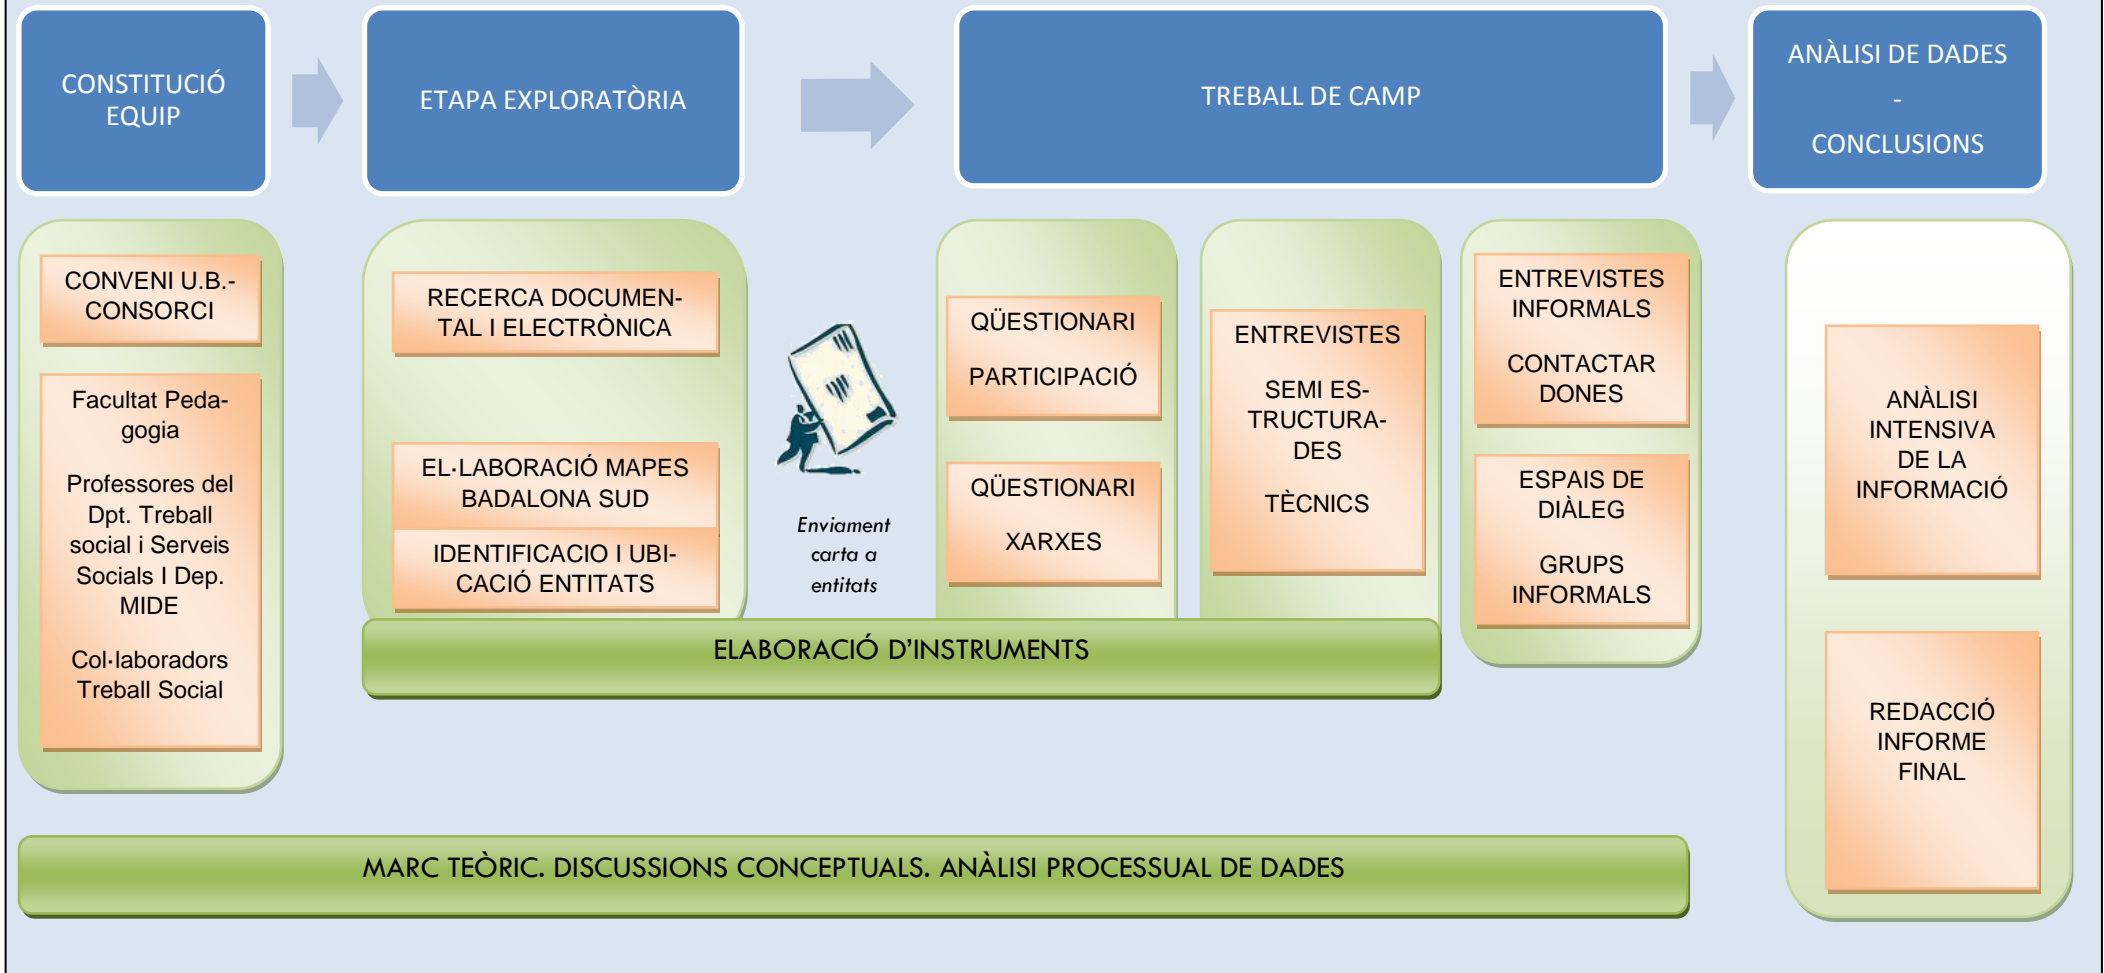 CONSTITUCIÓ
EQUIP
ETAPA EXPLORATÒRIA
TREBALL DE CAMP
ANÀLISI DE DADES
-
CONCLUSIONS
CONVENI U.B.-
CONSORCI
Facultat Peda-
gogia
Professores del
Dpt. Treball
social i Serveis
Socials I Dep.
MIDE
Col·laboradors
Treball Social
RECERCA DOCUMEN-
TAL I ELECTRÒNICA
EL·LABORACIÓ MAPES
BADALONA SUD
IDENTIFICACIO I UBI-
CACIÓ ENTITATS
Enviament
carta a
entitats
QÜESTIONARI
PARTICIPACIÓ
QÜESTIONARI
XARXES
ENTREVISTES
SEMI ES-
TRUCTURA-
DES
TÈCNICS
ENTREVISTES
INFORMALS
CONTACTAR
DONES
ESPAIS DE
DIÀLEG
GRUPS
INFORMALS
ANÀLISI
INTENSIVA
DE LA
INFORMACIÓ
REDACCIÓ
INFORME
FINAL
ELABORACIÓ D'INSTRUMENTS
MARC TEÒRIC. DISCUSSIONS CONCEPTUALS. ANÀLISI PROCESSUAL DE DADES